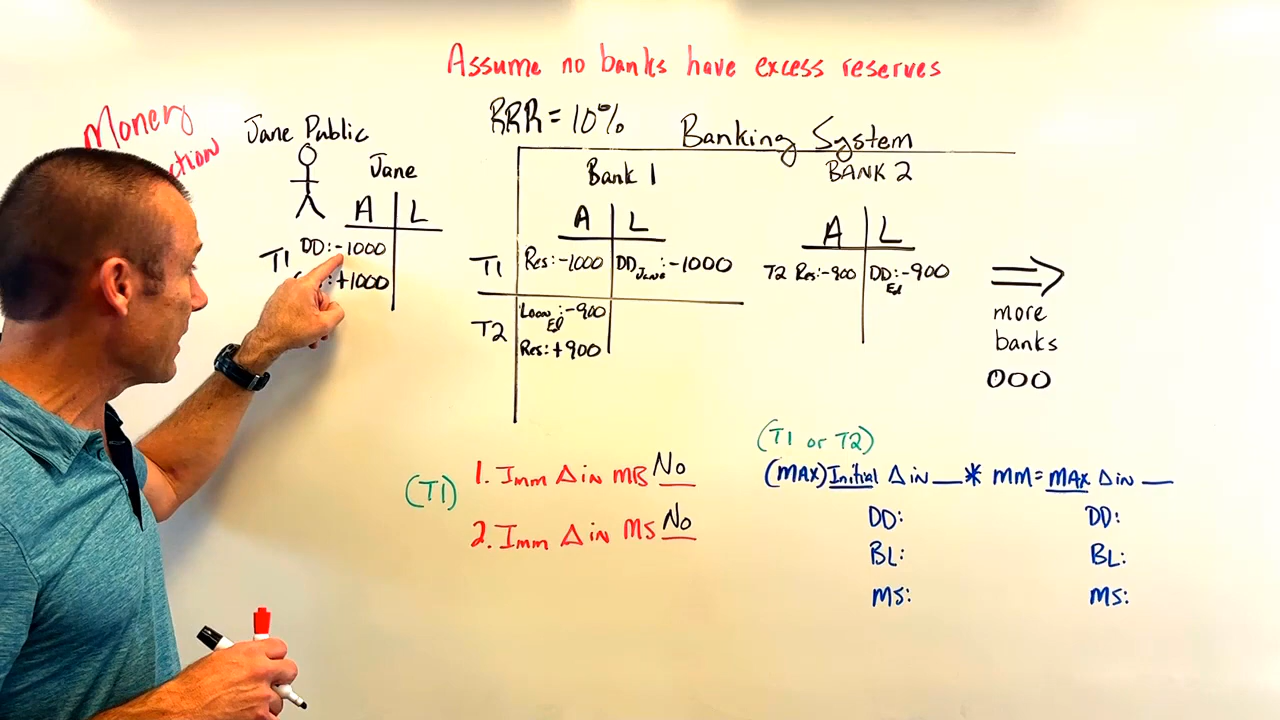 Assume no banks have excess reserves
Money
Jane Public
RRR = 10%
Banking System
Jane
Bank 1
BANK 2
A L
A L
A L
T1 DD: -1000
+1000
T1 Res: -1000 DD Jane: -1000
T2 Res: -900 DD Ed: -900
T2 Loan Ed: -900
Res: +900
⇒
more
banks
000
(T1)
1. Imm Δ in MB No
2. Imm Δ in MS No
(T1 or T2)
(MAX) Initial Δ in __ * MM = MAX Δ in __
DD: DD:
BL: BL:
MS: MS: